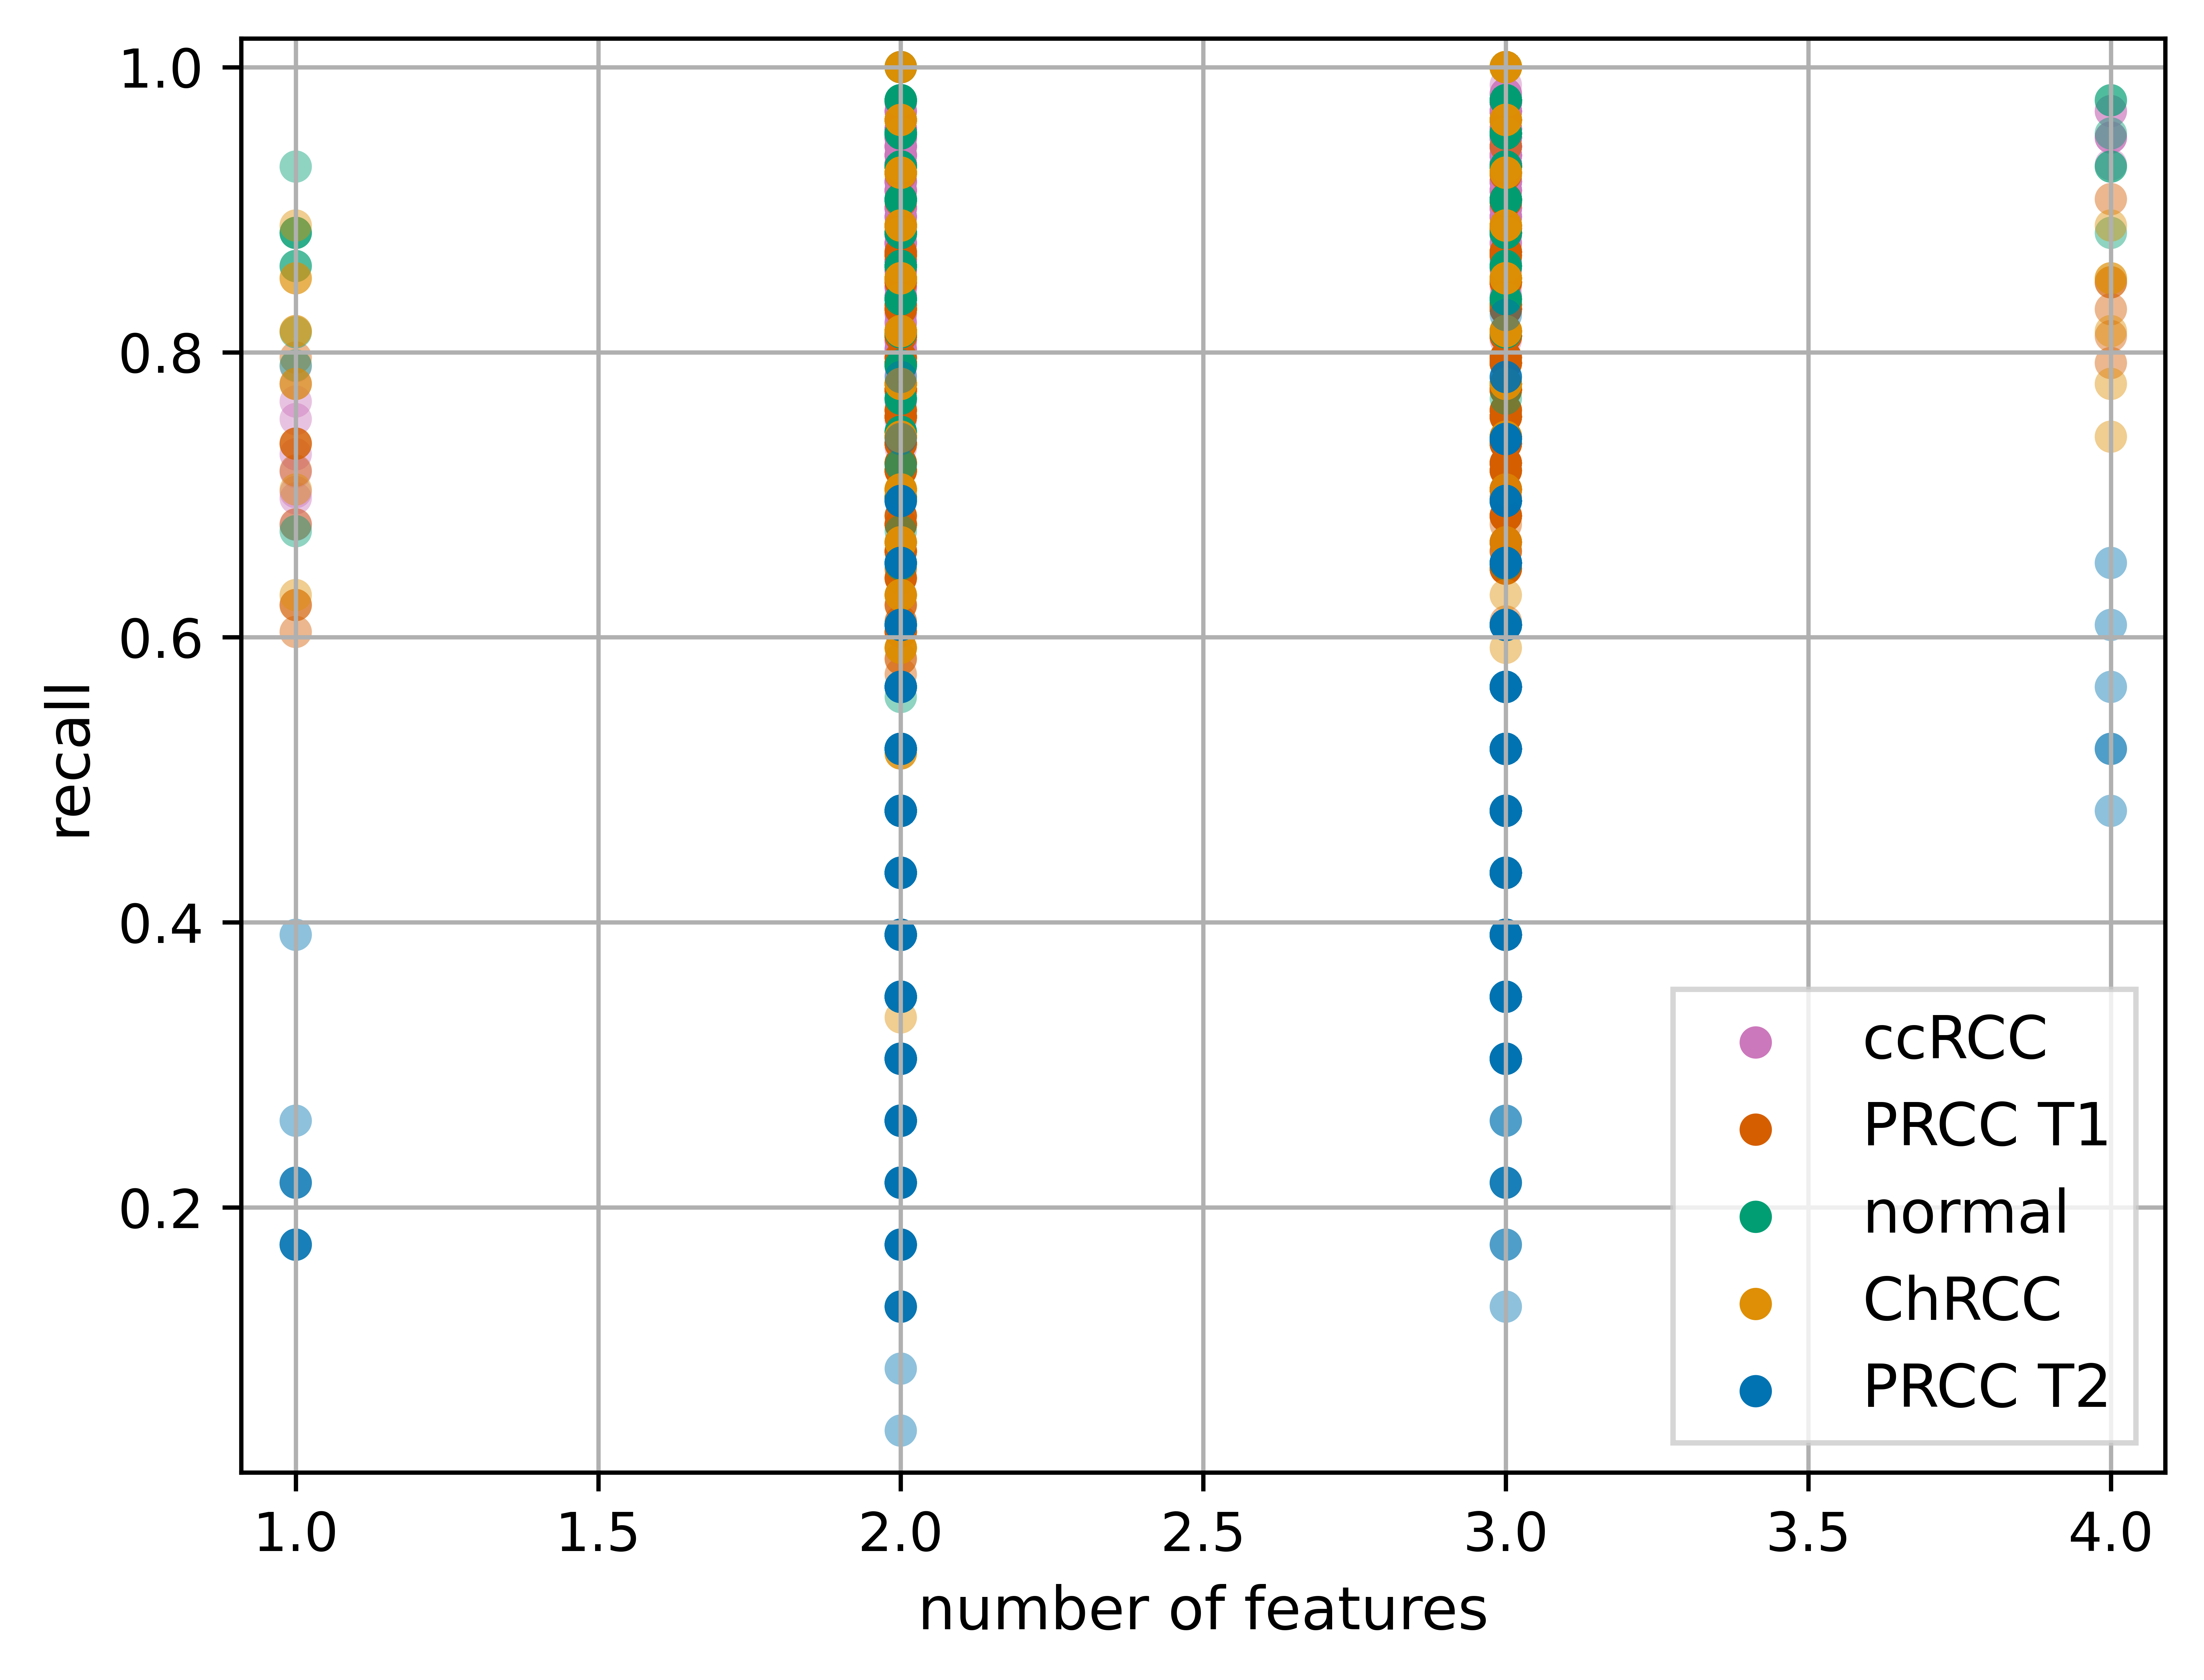 1.0
0.8
0.6
0.4
0.2
recall
ccRCC
PRCC T1
normal
ChRCC
PRCC T2
1.0 1.5 2.0 2.5 3.0 3.5 4.0
number of features